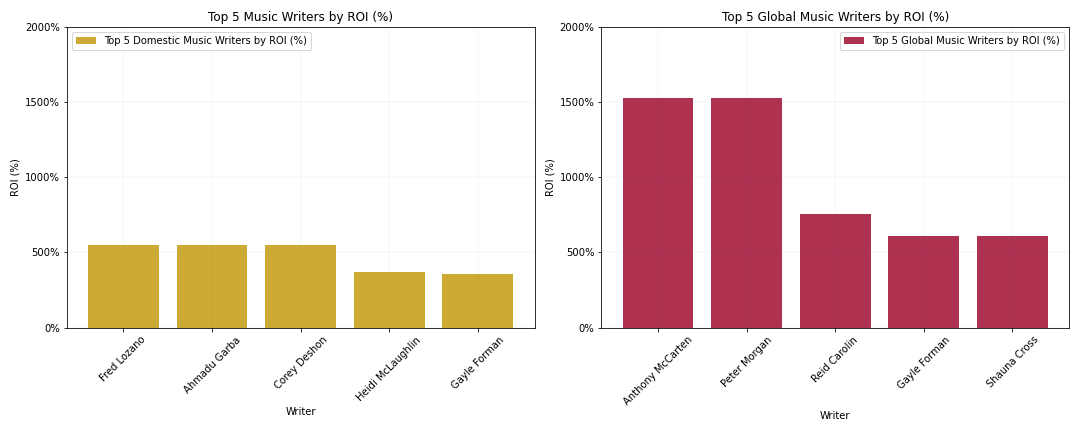 Top 5 Music Writers by ROI (%)
2000%
1500%
1000%
500%
0%
ROI (%)
Top 5 Domestic Music Writers by ROI (%)
Fred Lozano
Ahmadu Garba
Corey Deshon
Heidi McLaughlin
Gayle Forman
Writer
Top 5 Global Music Writers by ROI (%)
2000%
1500%
1000%
500%
0%
ROI (%)
Top 5 Global Music Writers by ROI (%)
Anthony McCarten
Peter Morgan
Reid Carolin
Gayle Forman
Shauna Cross
Writer